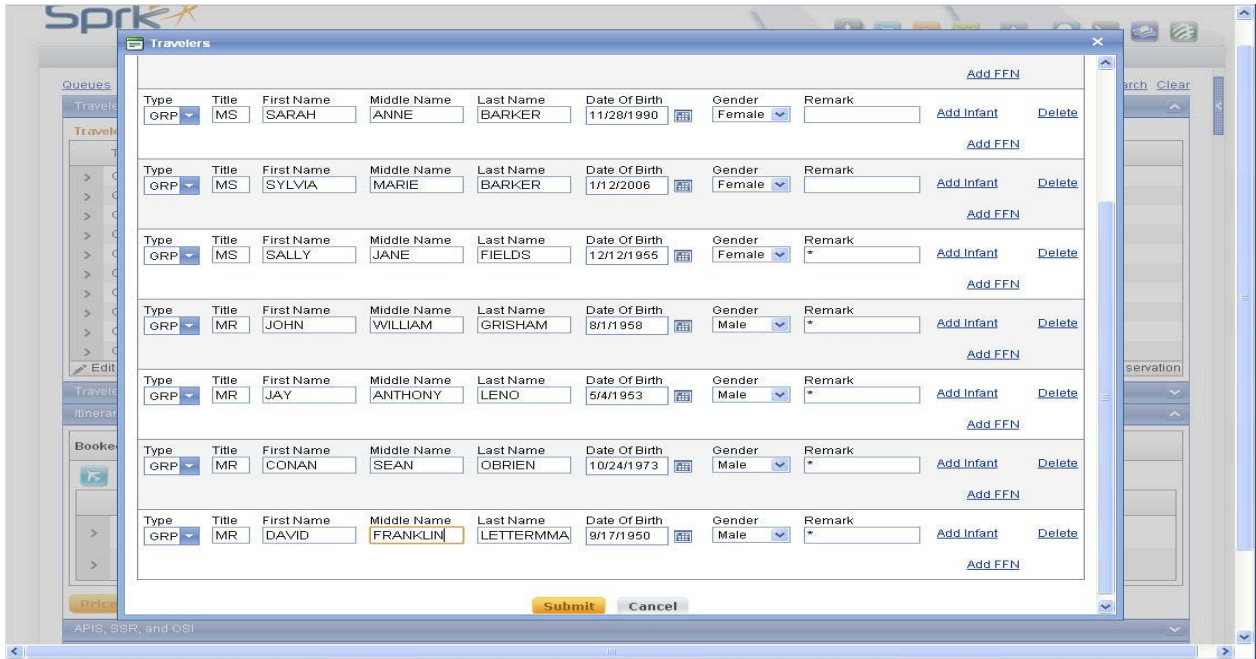 Sprk
Travelers
Queues
arch Clear
Add FFN
Type Title First Name Middle Name Last Name Date Of Birth Gender Remark
GRP MS SARAH ANNE BARKER 11/28/1990 Female Add Infant Delete
Add FFN
Type Title First Name Middle Name Last Name Date Of Birth Gender Remark
GRP MS SYLVIA MARIE BARKER 1/12/2006 Female Add Infant Delete
Add FFN
Type Title First Name Middle Name Last Name Date Of Birth Gender Remark
GRP MS SALLY JANE FIELDS 12/12/1955 Female * Add Infant Delete
Add FFN
Type Title First Name Middle Name Last Name Date Of Birth Gender Remark
GRP MR JOHN WILLIAM GRISHAM 8/1/1958 Male * Add Infant Delete
Add FFN
Edit servation
Type Title First Name Middle Name Last Name Date Of Birth Gender Remark
GRP MR JAY ANTHONY LENO 5/4/1953 Male * Add Infant Delete
Add FFN
Booke
Type Title First Name Middle Name Last Name Date Of Birth Gender Remark
GRP MR CONAN SEAN OBRIEN 10/24/1973 Male * Add Infant Delete
Add FFN
Type Title First Name Middle Name Last Name Date Of Birth Gender Remark
GRP MR DAVID FRANKLIN LETTERMMA 9/17/1950 Male * Add Infant Delete
Add FFN
Price
Submit Cancel
APIS, SSR, and OSI